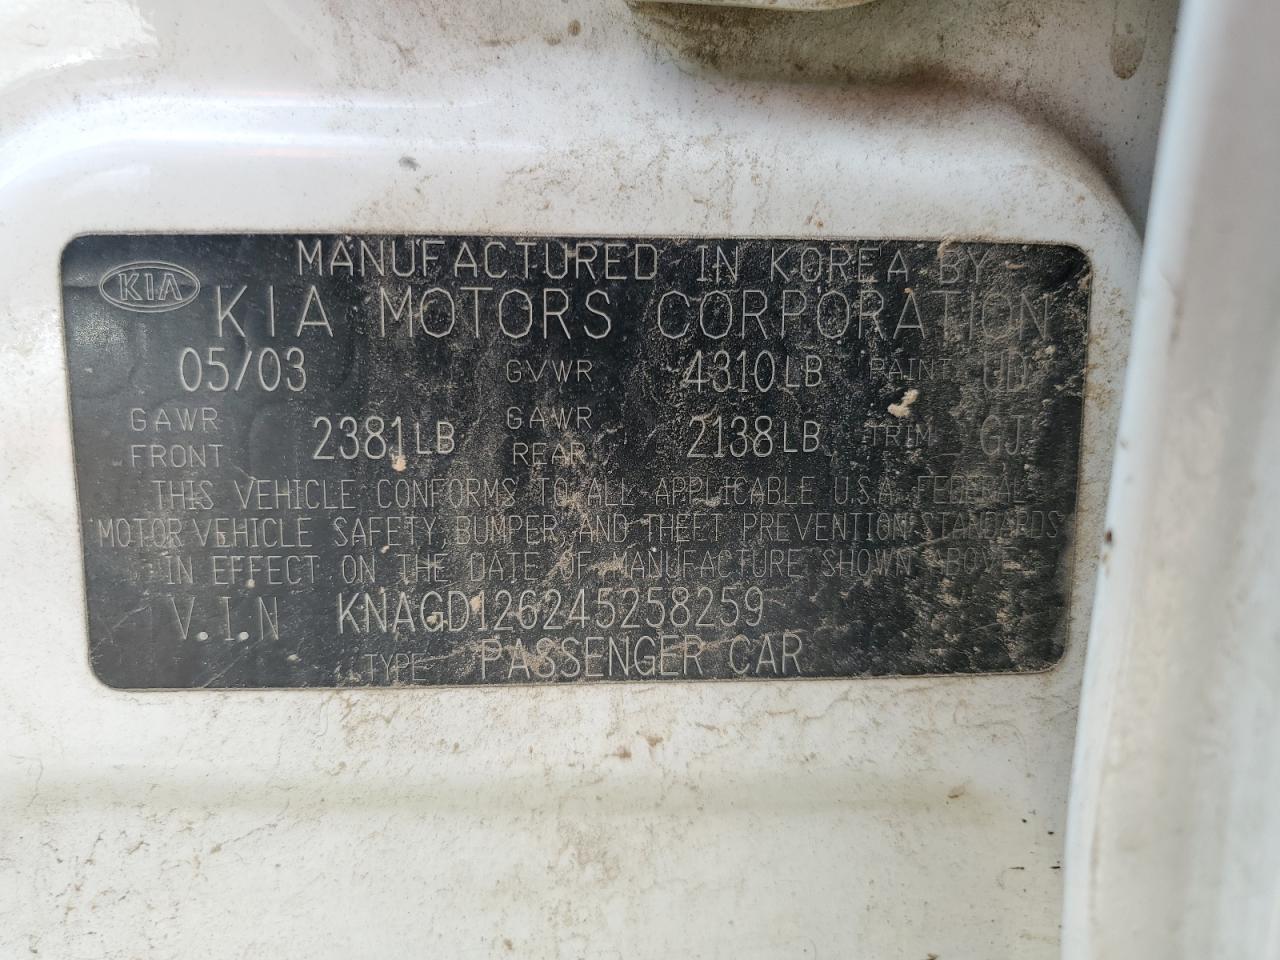 MANUFACTURED IN KOREA BY
KIA
KIA MOTORS CORPORATION
05/03 GVWR 4310LB PAINT UD
GAWR FRONT 2381LB GAWR REAR 2138LB TRIM GJ
THIS VEHICLE CONFORMS TO ALL APPLICABLE U.S.A. FEDERAL
MOTOR VEHICLE SAFETY, BUMPER, AND THEFT PREVENTION STANDARDS
IN EFFECT ON THE DATE OF MANUFACTURE SHOWN ABOVE
V.I.N KNAGD126245258259
TYPE PASSENGER CAR